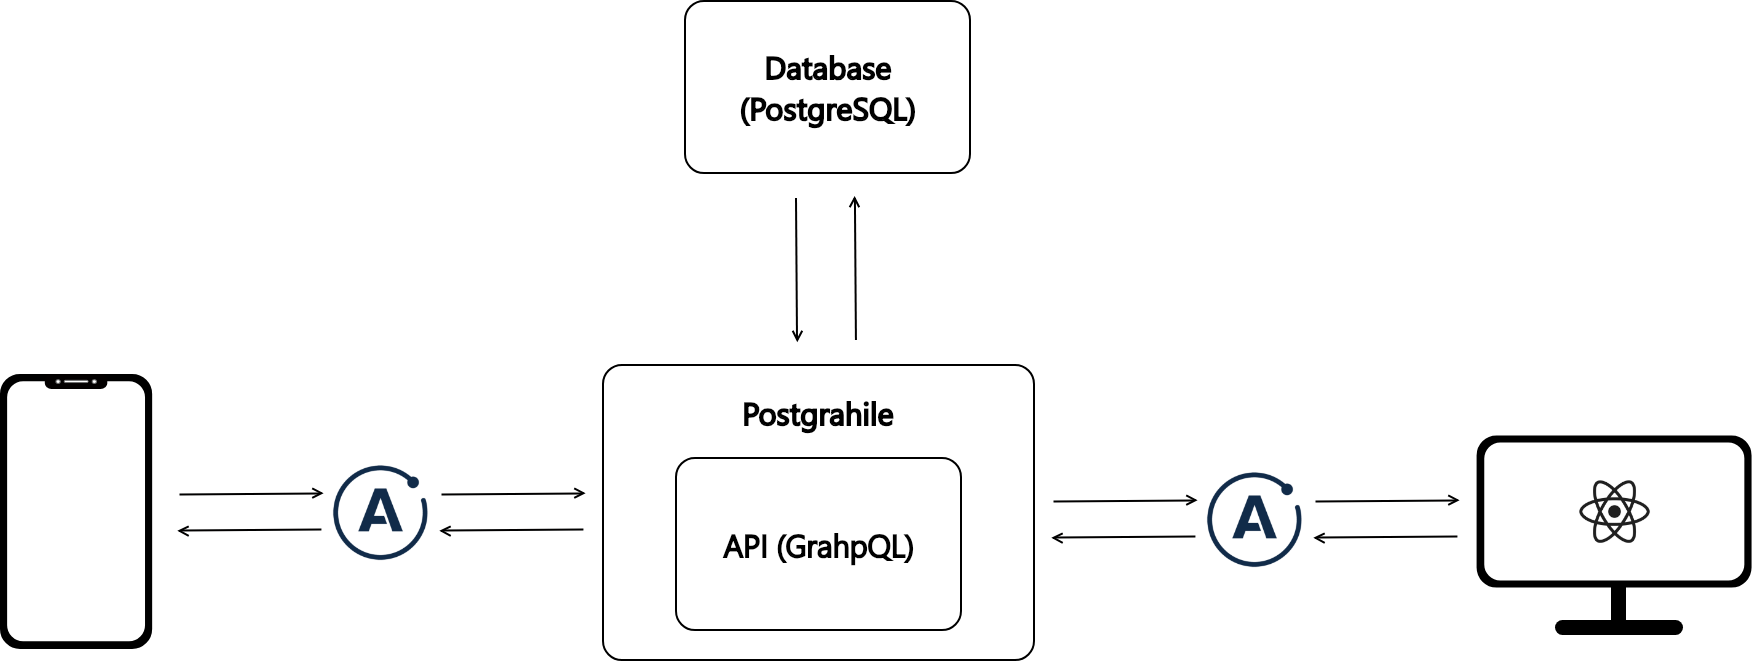 Database
(PostgreSQL)
Postgrahile
A
A
API (GrahpQL)